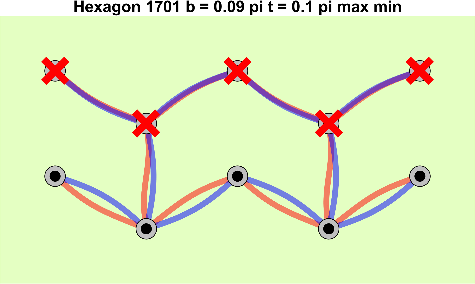 Hexagon 1701 b = 0.09 pi t = 0.1 pi max min